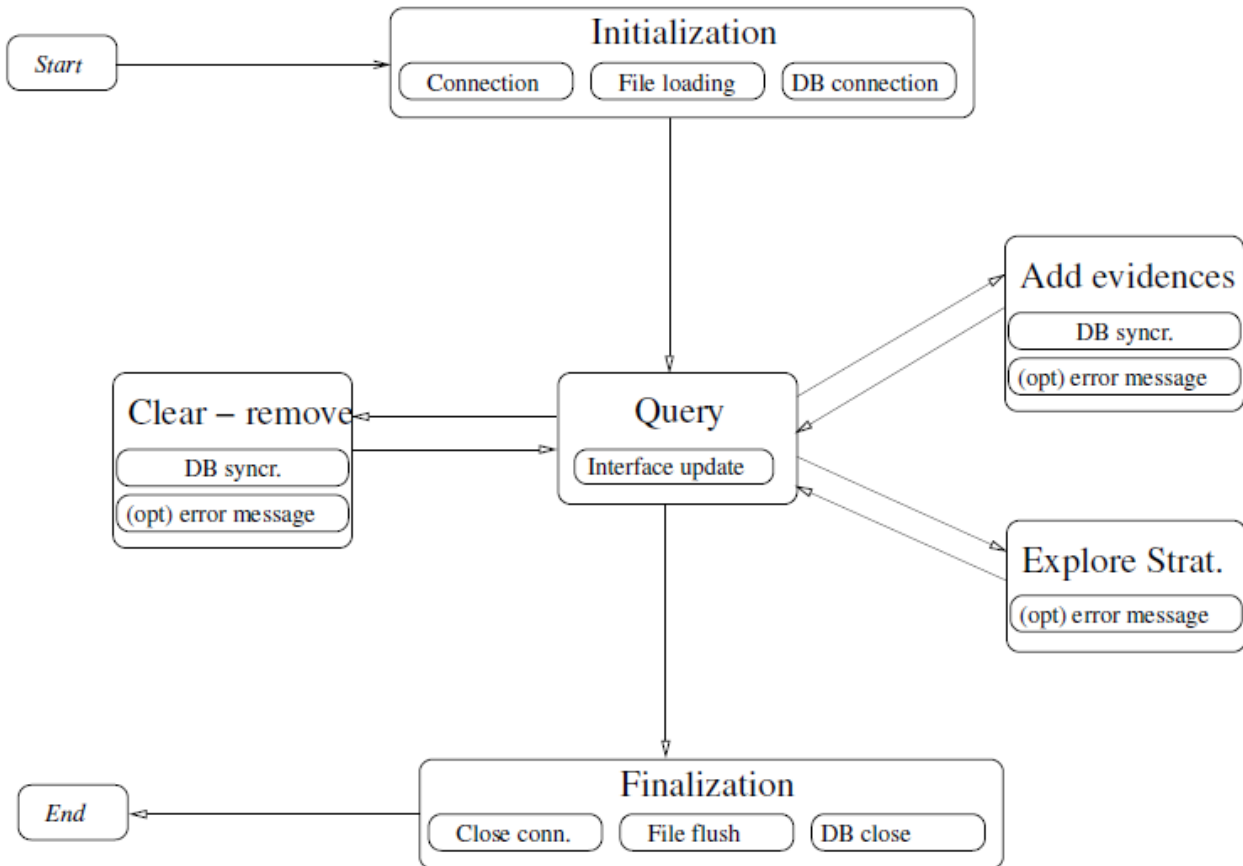 Initialization
Start
Connection
File loading
DB connection
Add evidences
DB syncr.
(opt) error message
Clear – remove
DB syncr.
(opt) error message
Query
Interface update
Explore Strat.
(opt) error message
Finalization
End
Close conn.
File flush
DB close